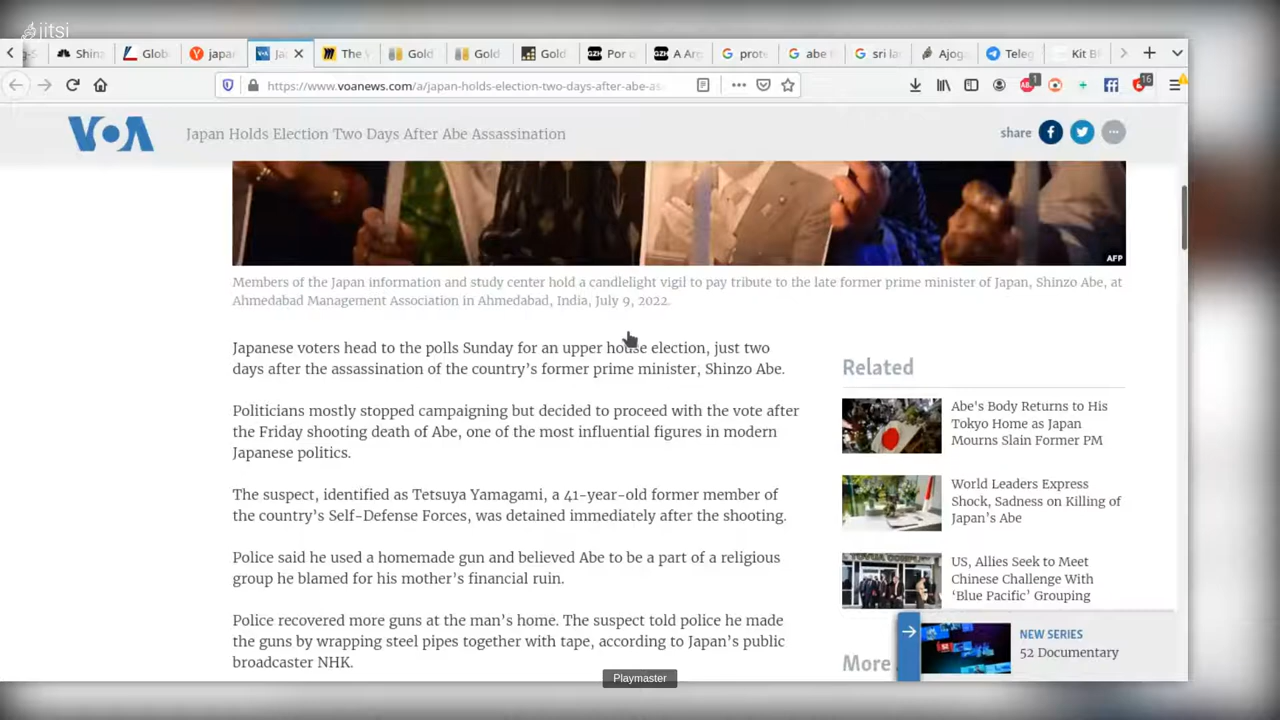 jitsi
Shina
Glob
japan
Ja
The
Gold
Gold
Gold
Por o
A Arg
prote
abe
sri la
Ajog
Teleg
Kit B
https://www.voanews.com/a/japan-holds-election-two-days-after-abe-as
1
16
VOA
Japan Holds Election Two Days After Abe Assassination
share
AFP
Members of the Japan information and study center hold a candlelight vigil to pay tribute to the late former prime minister of Japan, Shinzo Abe, at
Ahmedabad Management Association in Ahmedabad, India, July 9, 2022.
Japanese voters head to the polls Sunday for an upper house election, just two
days after the assassination of the country's former prime minister, Shinzo Abe.
Politicians mostly stopped campaigning but decided to proceed with the vote after
the Friday shooting death of Abe, one of the most influential figures in modern
Japanese politics.
The suspect, identified as Tetsuya Yamagami, a 41-year-old former member of
the country's Self-Defense Forces, was detained immediately after the shooting.
Police said he used a homemade gun and believed Abe to be a part of a religious
group he blamed for his mother's financial ruin.
Police recovered more guns at the man's home. The suspect told police he made
the guns by wrapping steel pipes together with tape, according to Japan's public
broadcaster NHK.
Related
Abe's Body Returns to His
Tokyo Home as Japan
Mourns Slain Former PM
World Leaders Express
Shock, Sadness on Killing of
Japan's Abe
US, Allies Seek to Meet
Chinese Challenge With
'Blue Pacific' Grouping
More
NEW SERIES
52 Documentary
Playmaster